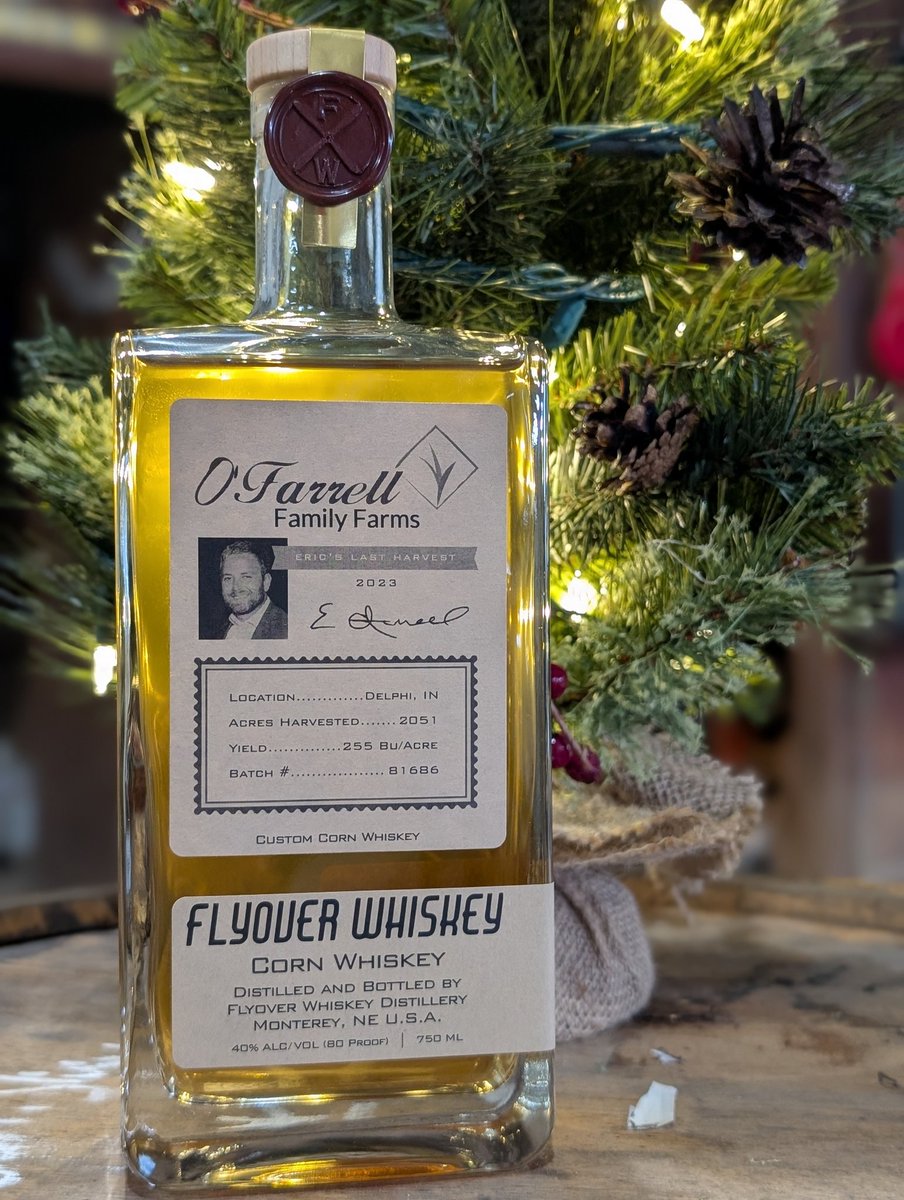 F
W
O'Farrell
Family Farms
ERIC'S LAST HARVEST
2023
Location.............Delphi, IN
Acres Harvested.......2051
Yield..............255 Bu/Acre
Batch #.................. 81686
Custom Corn Whiskey
FLYOVER WHISKEY
Corn Whiskey
Distilled and Bottled by
Flyover Whiskey Distillery
Monterey, NE U.S.A.
40% ALC/VOL (80 Proof) | 750 ML